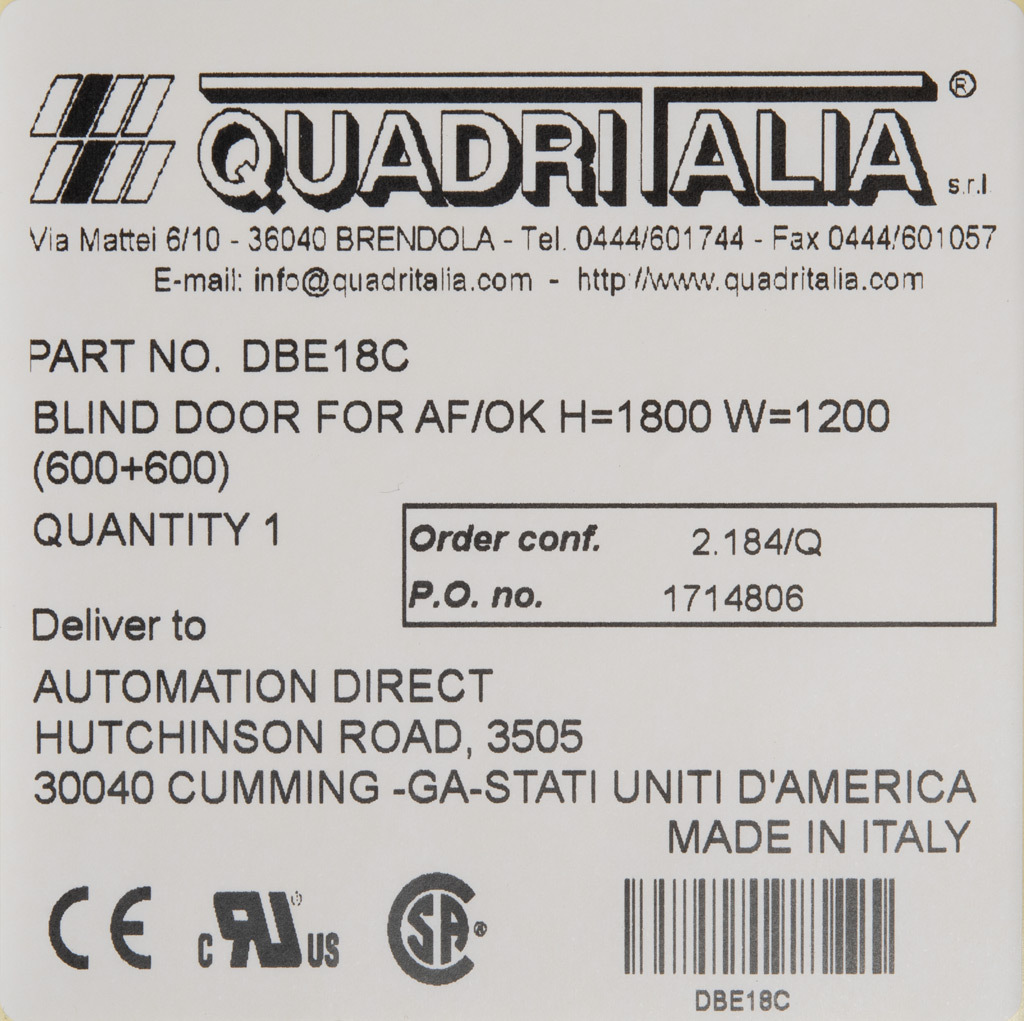 QUADRITALIA ® s.r.l.
Via Mattei 6/10 - 36040 BRENDOLA - Tel. 0444/601744 - Fax 0444/601057
E-mail: info@quadritalia.com - http://www.quadritalia.com
PART NO. DBE18C
BLIND DOOR FOR AF/OK H=1800 W=1200
(600+600)
QUANTITY 1
Order conf. 2.184/Q
P.O. no. 1714806
Deliver to
AUTOMATION DIRECT
HUTCHINSON ROAD, 3505
30040 CUMMING -GA-STATI UNITI D'AMERICA
MADE IN ITALY
CE c RU US SA ®
DBE18C